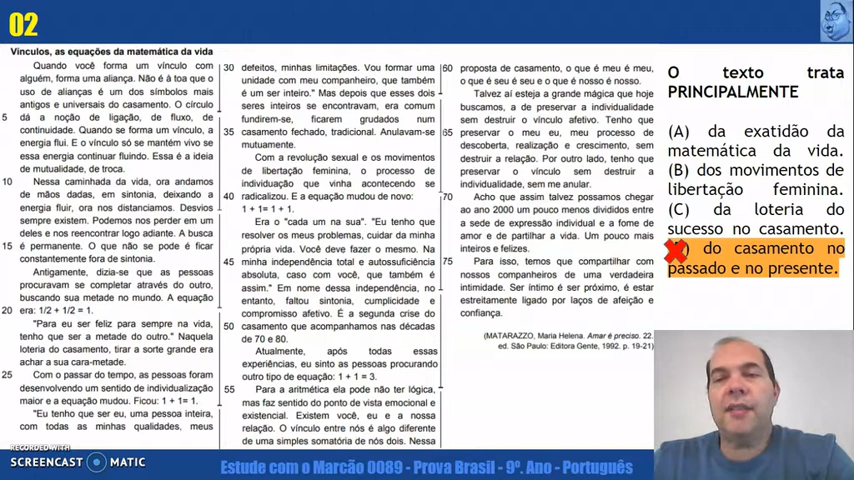 02
Vínculos, as equações da matemática da vida
Quando você forma um vínculo com
alguém, forma uma aliança. Não é à toa que o
uso de alianças é um dos símbolos mais
antigos e universais do casamento. O círculo
5 dá a noção de ligação, de fluxo, de
continuidade. Quando se forma um vínculo, a
energia flui. E o vínculo só se mantém vivo se
essa energia continuar fluindo. Essa é a ideia
de mutualidade, de troca.
10 Nessa caminhada da vida, ora andamos
de mãos dadas, em sintonia, deixando a
energia fluir, ora nos distanciamos. Desvios
sempre existem. Podemos nos perder em um
deles e nos reencontrar logo adiante. A busca
15 é permanente. O que não se pode é ficar
constantemente fora de sintonia.
Antigamente, dizia-se que as pessoas
procuravam se completar através do outro,
buscando sua metade no mundo. A equação
20 era: 1/2 + 1/2 = 1.
"Para eu ser feliz para sempre na vida,
tenho que ser a metade do outro." Naquela
loteria do casamento, tirar a sorte grande era
achar a sua cara-metade.
25 Com o passar do tempo, as pessoas foram
desenvolvendo um sentido de individualização
maior e a equação mudou. Ficou: 1 + 1= 1.
"Eu tenho que ser eu, uma pessoa inteira,
com todas as minhas qualidades, meus
30 defeitos, minhas limitações. Vou formar uma
unidade com meu companheiro, que também
é um ser inteiro." Mas depois que esses dois
seres inteiros se encontravam, era comum
fundirem-se, ficarem grudados num
35 casamento fechado, tradicional. Anulavam-se
mutuamente.
Com a revolução sexual e os movimentos
de libertação feminina, o processo de
individuação que vinha acontecendo se
40 radicalizou. E a equação mudou de novo:
1 + 1= 1 + 1.
Era o "cada um na sua". "Eu tenho que
resolver os meus problemas, cuidar da minha
própria vida. Você deve fazer o mesmo. Na
45 minha independência total e autossuficiência
absoluta, caso com você, que também é
assim." Em nome dessa independência, no
entanto, faltou sintonia, cumplicidade e
compromisso afetivo. É a segunda crise do
50 casamento que acompanhamos nas décadas
de 70 e 80.
Atualmente, após todas essas
experiências, eu sinto as pessoas procurando
outro tipo de equação: 1 + 1 = 3.
55 Para a aritmética ela pode não ter lógica,
mas faz sentido do ponto de vista emocional e
existencial. Existem você, eu e a nossa
relação. O vínculo entre nós é algo diferente
de uma simples somatória de nós dois. Nessa
60 proposta de casamento, o que é meu é meu,
o que é seu é seu e o que é nosso é nosso.
Talvez aí esteja a grande mágica que hoje
buscamos, a de preservar a individualidade
sem destruir o vínculo afetivo. Tenho que
65 preservar o meu eu, meu processo de
descoberta, realização e crescimento, sem
destruir a relação. Por outro lado, tenho que
preservar o vínculo sem destruir a
individualidade, sem me anular.
70 Acho que assim talvez possamos chegar
ao ano 2000 um pouco menos divididos entre
a sede de expressão individual e a fome de
amor e de partilhar a vida. Um pouco mais
inteiros e felizes.
75 Para isso, temos que compartilhar com
nossos companheiros de uma verdadeira
intimidade. Ser íntimo é ser próximo, é estar
estreitamente ligado por laços de afeição e
confiança.
(MATARAZZO, Maria Helena. Amar é preciso. 22.
ed. São Paulo: Editora Gente, 1992. p. 19-21)
O texto trata
PRINCIPALMENTE
(A) da exatidão da
matemática da vida.
(B) dos movimentos de
libertação feminina.
(C) da loteria do
sucesso no casamento.
do casamento no
passado e no presente.
RECORDED WITH
SCREENCAST MATIC
Estude com o Marcão 0089 - Prova Brasil - 9º. Ano - Português